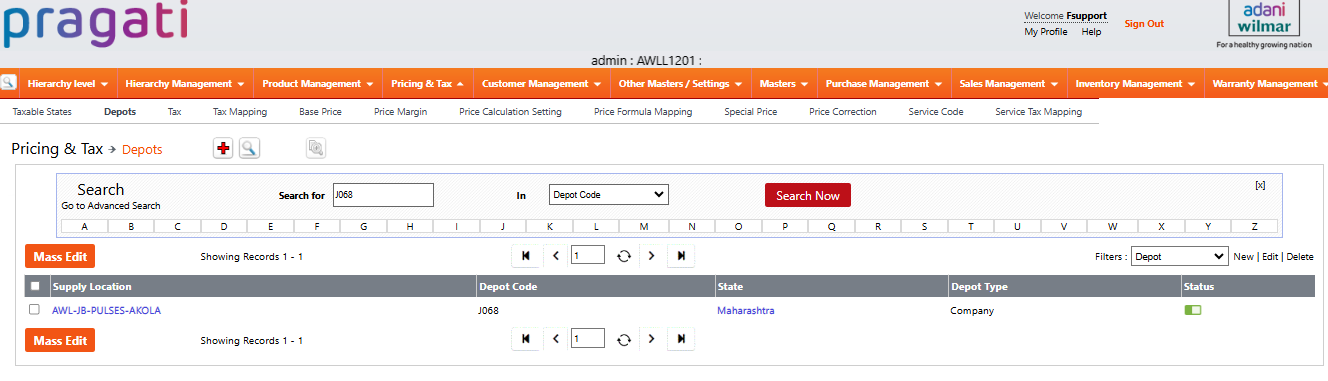 pragati
Welcome Fsupport
My Profile Help
Sign Out
adani
wilmar
For a healthy growing nation
admin : AWLL1201 :
Hierarchy level Hierarchy Management Product Management Pricing & Tax Customer Management Other Masters / Settings Masters Purchase Management Sales Management Inventory Management Warranty Management
Taxable States Depots Tax Tax Mapping Base Price Price Margin Price Calculation Setting Price Formula Mapping Special Price Price Correction Service Code Service Tax Mapping
Pricing & Tax → Depots
Search
Go to Advanced Search
Search for J068 In Depot Code Search Now [x]
A B C D E F G H I J K L M N O P Q R S T U V W X Y Z
Mass Edit Showing Records 1 - 1 1 Filters : Depot New | Edit | Delete
Supply Location Depot Code State Depot Type Status
AWL-JB-PULSES-AKOLA J068 Maharashtra Company
Mass Edit Showing Records 1 - 1 1